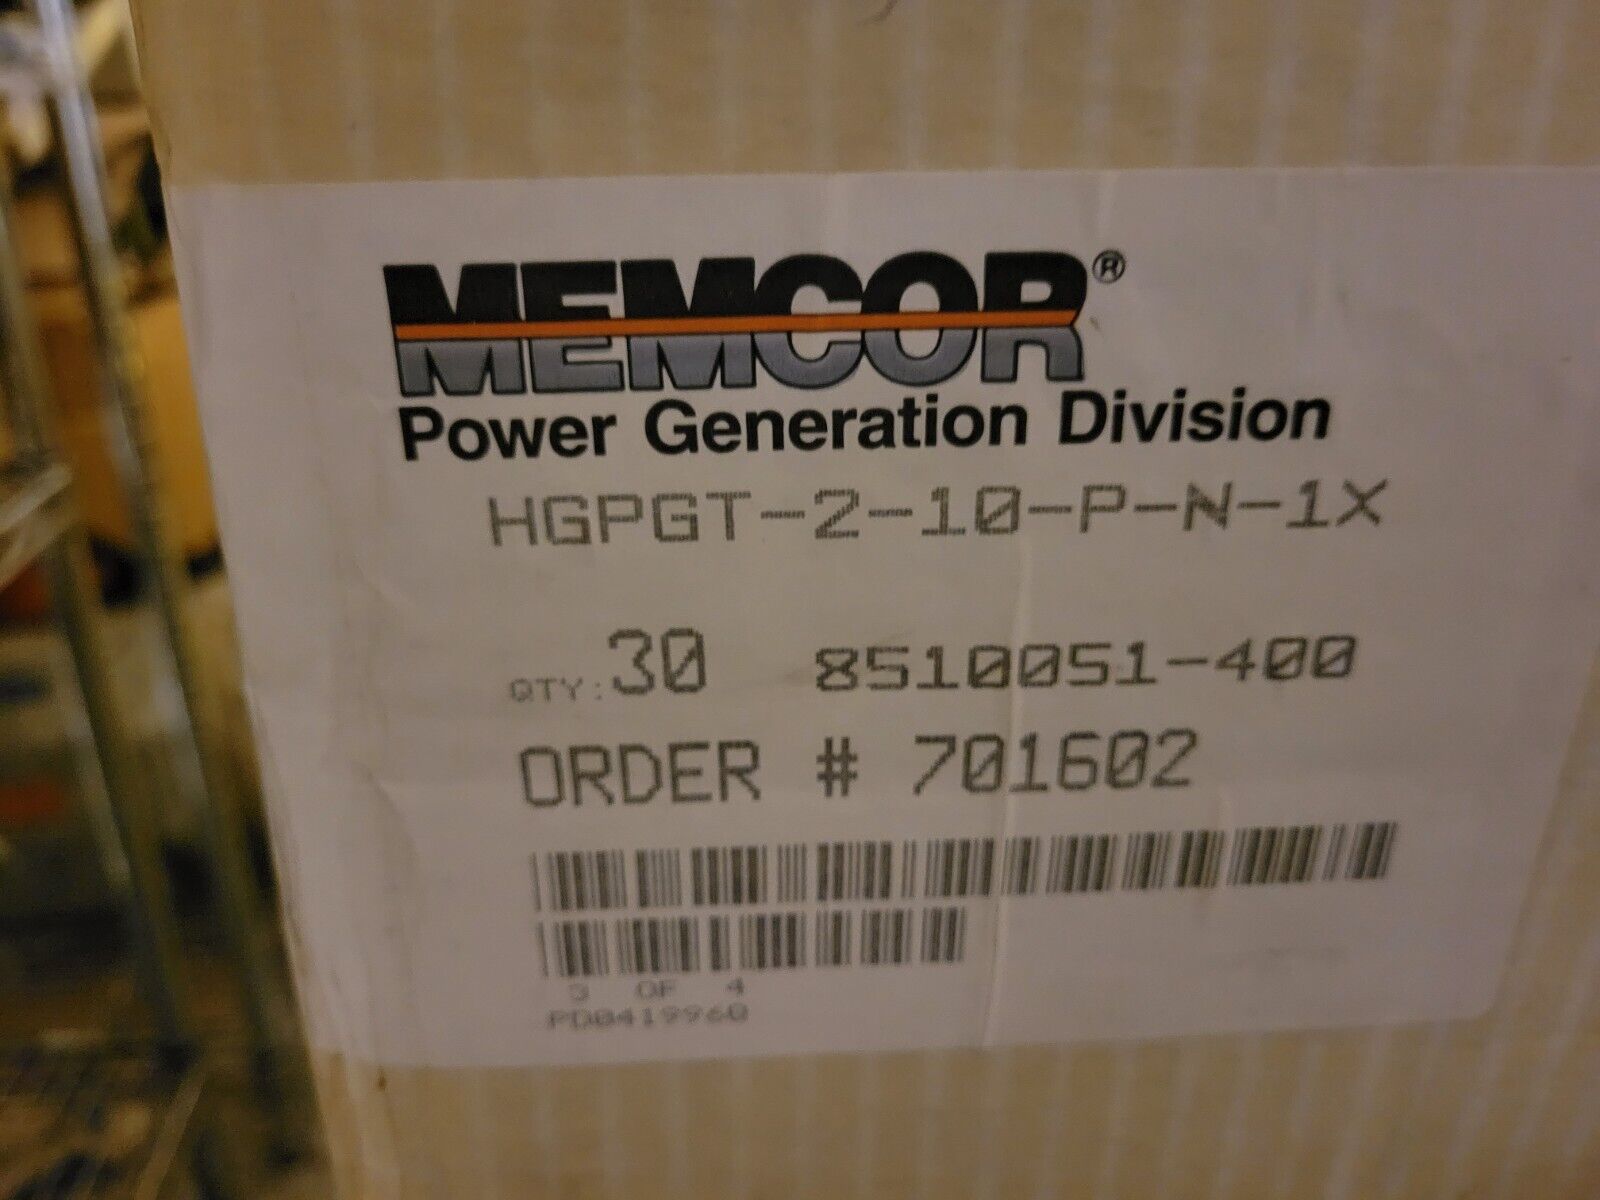 MEMCOR®
Power Generation Division
HGPGT-2-10-P-N-1X
QTY: 30 8510051-400
ORDER # 701602
3 OF 4
PD0419960